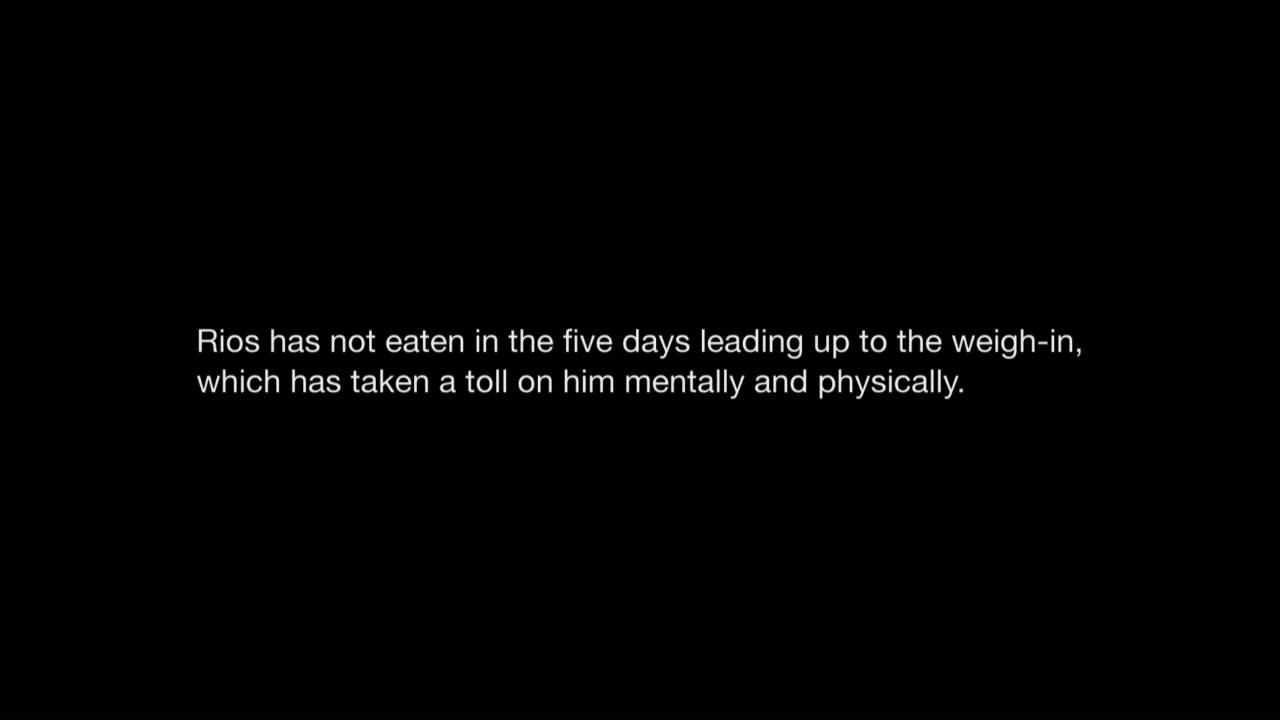 Rios has not eaten in the five days leading up to the weigh-in,
which has taken a toll on him mentally and physically.